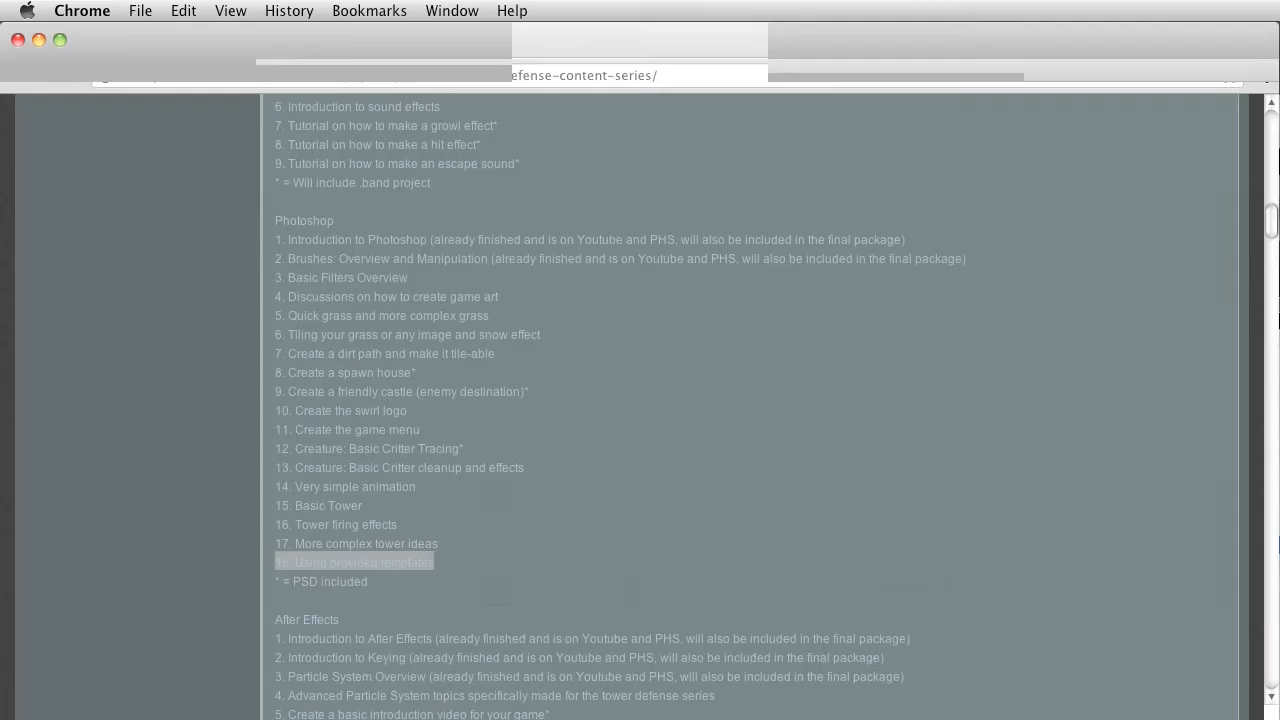 Chrome File Edit View History Bookmarks Window Help
efense-content-series/
6. Introduction to sound effects
7. Tutorial on how to make a growl effect*
8. Tutorial on how to make a hit effect*
9. Tutorial on how to make an escape sound*
* = Will include .band project
Photoshop
1. Introduction to Photoshop (already finished and is on Youtube and PHS, will also be included in the final package)
2. Brushes: Overview and Manipulation (already finished and is on Youtube and PHS, will also be included in the final package)
3. Basic Filters Overview
4. Discussions on how to create game art
5. Quick grass and more complex grass
6. Tiling your grass or any image and snow effect
7. Create a dirt path and make it tile-able
8. Create a spawn house*
9. Create a friendly castle (enemy destination)*
10. Create the swirl logo
11. Create the game menu
12. Creature: Basic Critter Tracing*
13. Creature: Basic Critter cleanup and effects
14. Very simple animation
15. Basic Tower
16. Tower firing effects
17. More complex tower ideas
18. Using provided templates
* = PSD included
After Effects
1. Introduction to After Effects (already finished and is on Youtube and PHS, will also be included in the final package)
2. Introduction to Keying (already finished and is on Youtube and PHS, will also be included in the final package)
3. Particle System Overview (already finished and is on Youtube and PHS, will also be included in the final package)
4. Advanced Particle System topics specifically made for the tower defense series
5. Create a basic introduction video for your game*